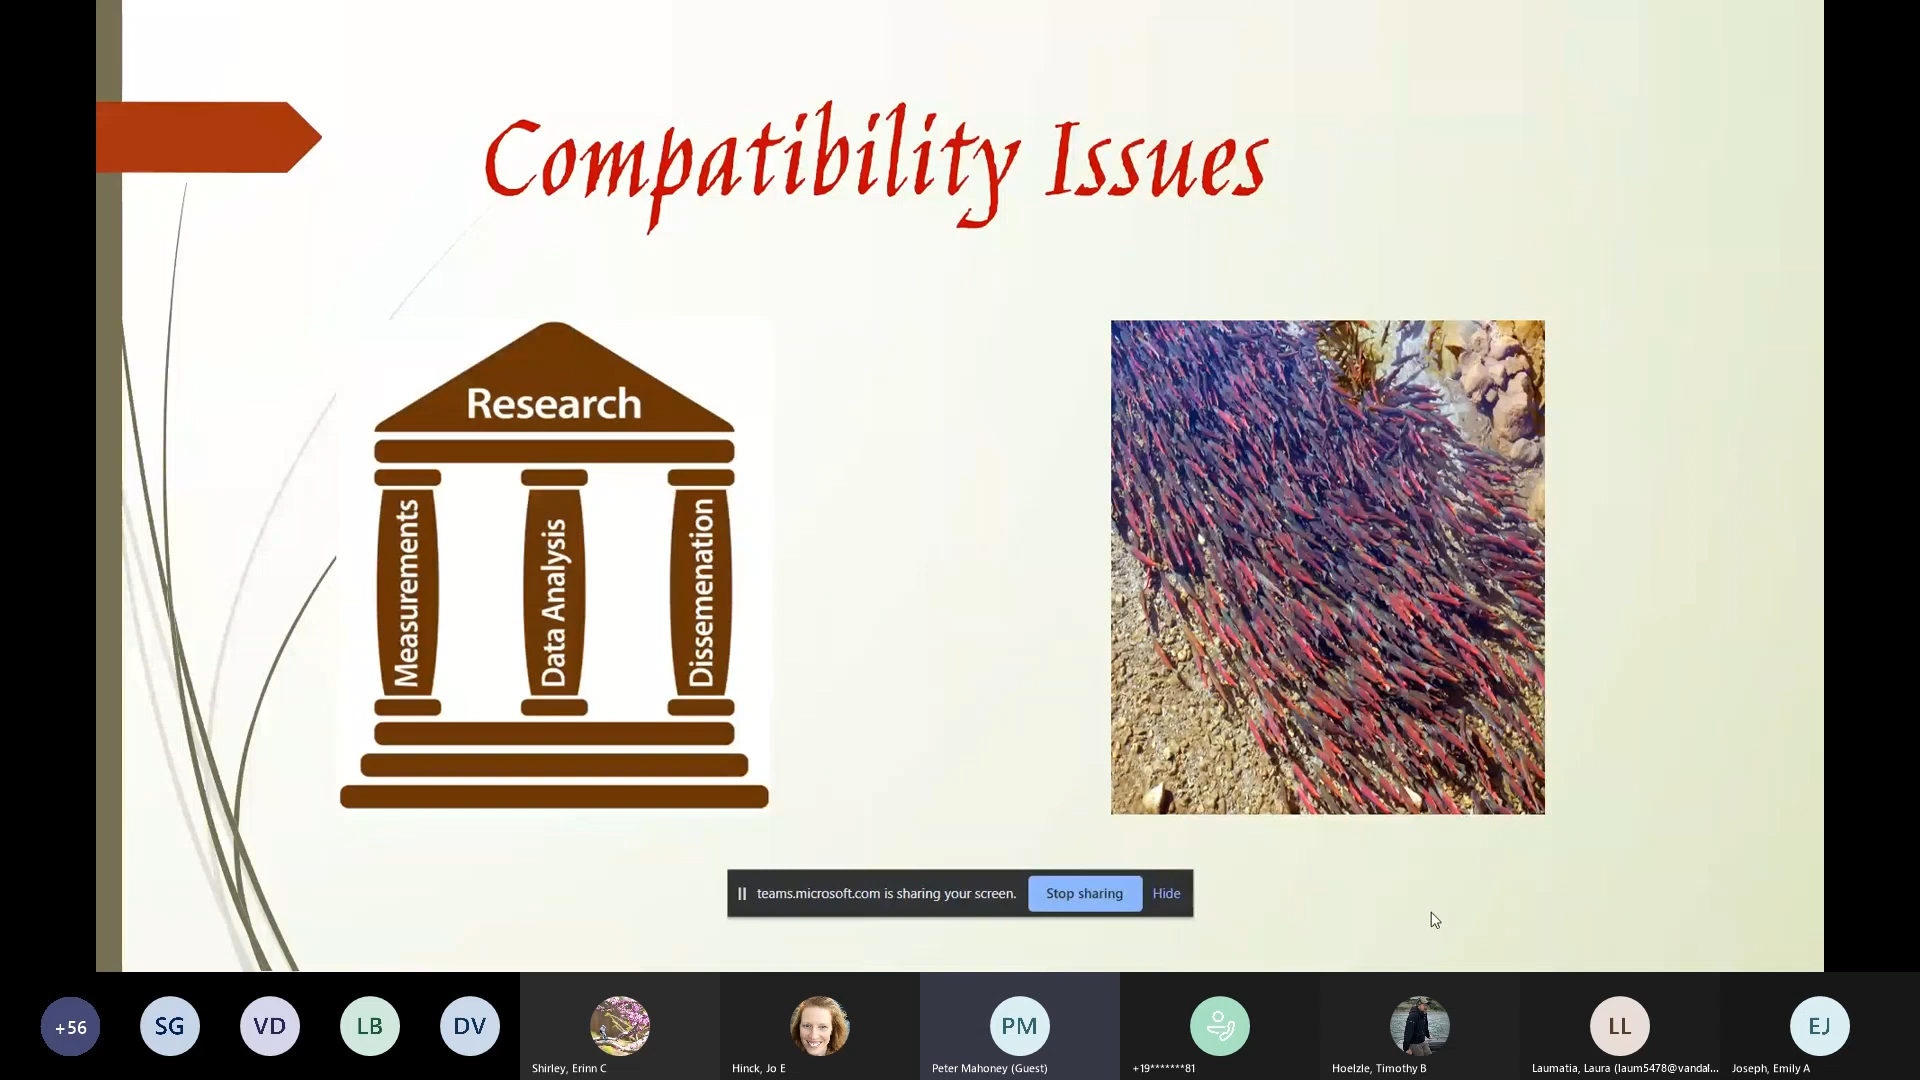 Compatibility Issues
Research
Measurements
Data Analysis
Dissemenation
teams.microsoft.com is sharing your screen.
Stop sharing
Hide
+56
SG
VD
LB
DV
PM
LL
EJ
Shirley, Erinn C
Hinck, Jo E
Peter Mahoney (Guest)
+19*******81
Hoelzle, Timothy B
Laumatia, Laura (laum5478@vandal...
Joseph, Emily A